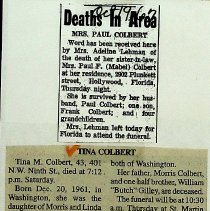 Deaths In Area
MRS. PAUL COLBERT
Word has been received here
by Mrs. Adeline Lehman of
the death of her sister-in-law,
Mrs. Paul F. (Mabel) Colbert
at her residence, 2902 Plunkett
street, Hollywood, Florida,
Thursday night.
She is survived by her hus-
band, Paul Colbert; one son,
Frank Colbert; and four
grandchildren.
Mrs. Lehman left today for
Florida to attend the funeral.
TINA COLBERT
Tina M. Colbert, 43, 401
N.W. Ninth St., died at 7:12
p.m. Saturday.
Born Dec. 20, 1961, in
Washington, she was the
daughter of Morris and Linda
both of Washington.
Her father, Morris Colbert,
and one half brother, William
"Butch" Gilley, are deceased.
The funeral will be at 10:30
a.m. Thursday at St. Martin